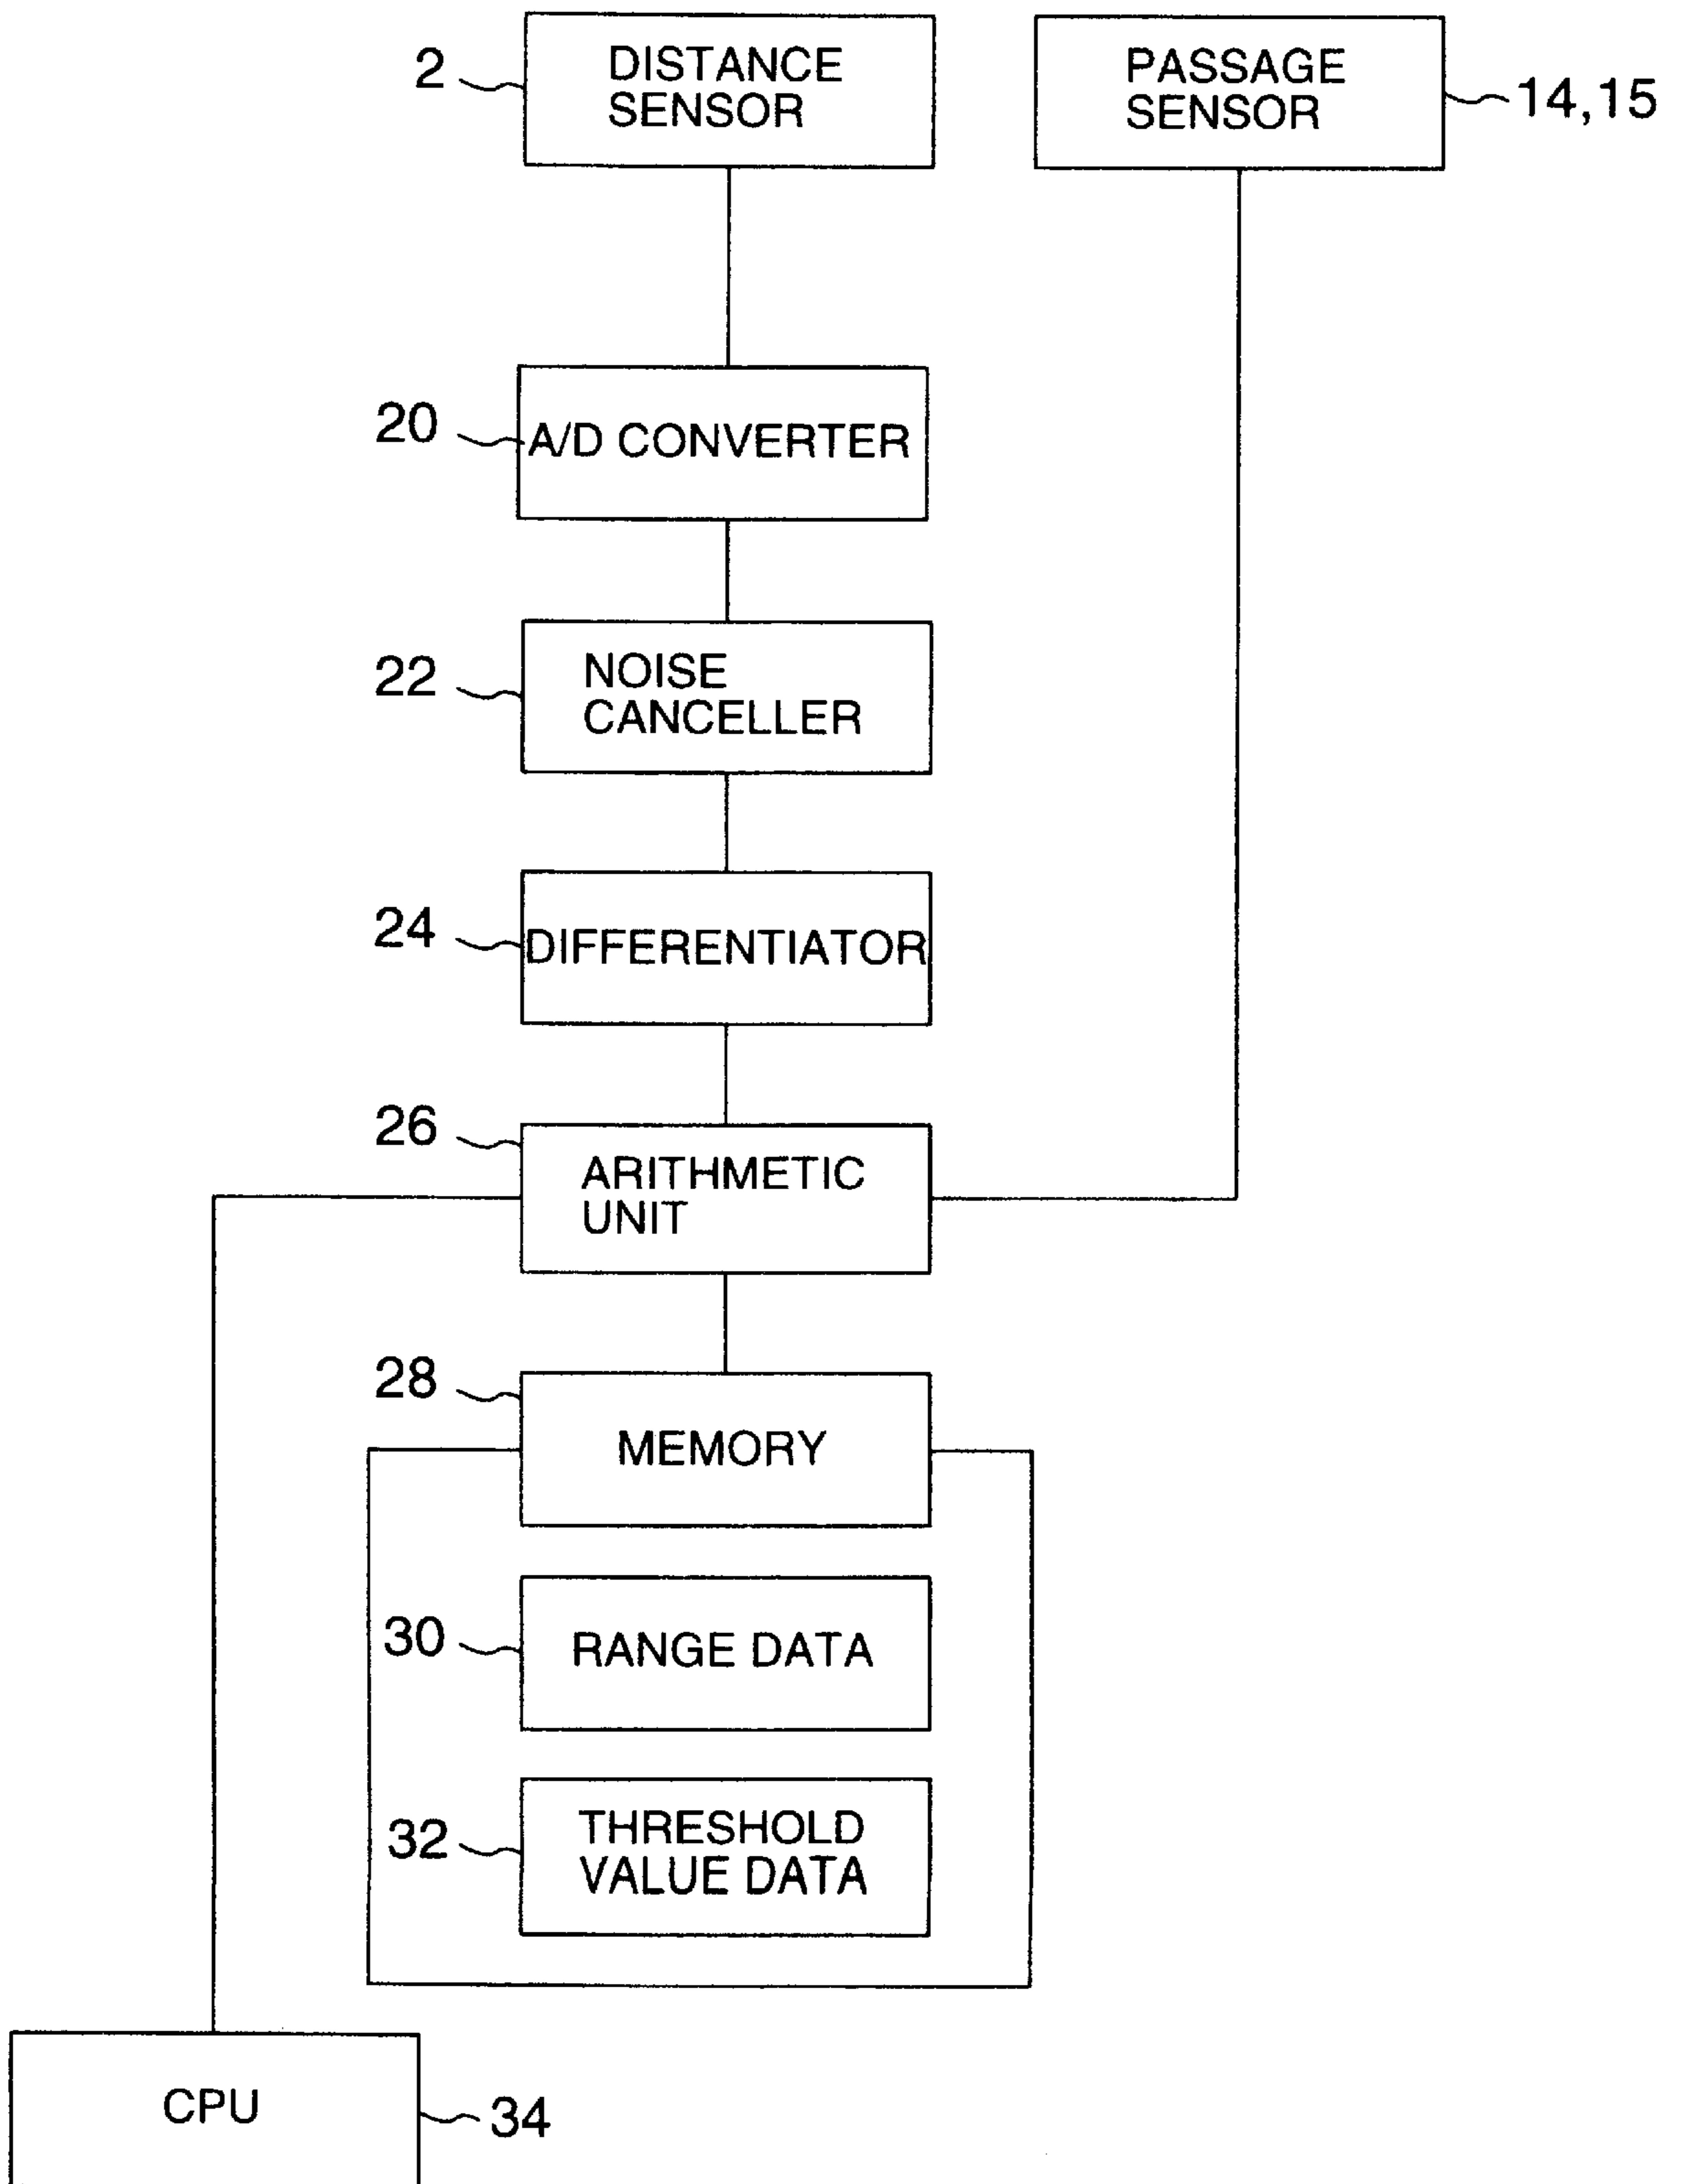 2
DISTANCE
SENSOR
PASSAGE
SENSOR
14,15
20
A/D CONVERTER
22
NOISE
CANCELLER
24
DIFFERENTIATOR
26
ARITHMETIC
UNIT
28
MEMORY
30
RANGE DATA
32
THRESHOLD
VALUE DATA
CPU
34